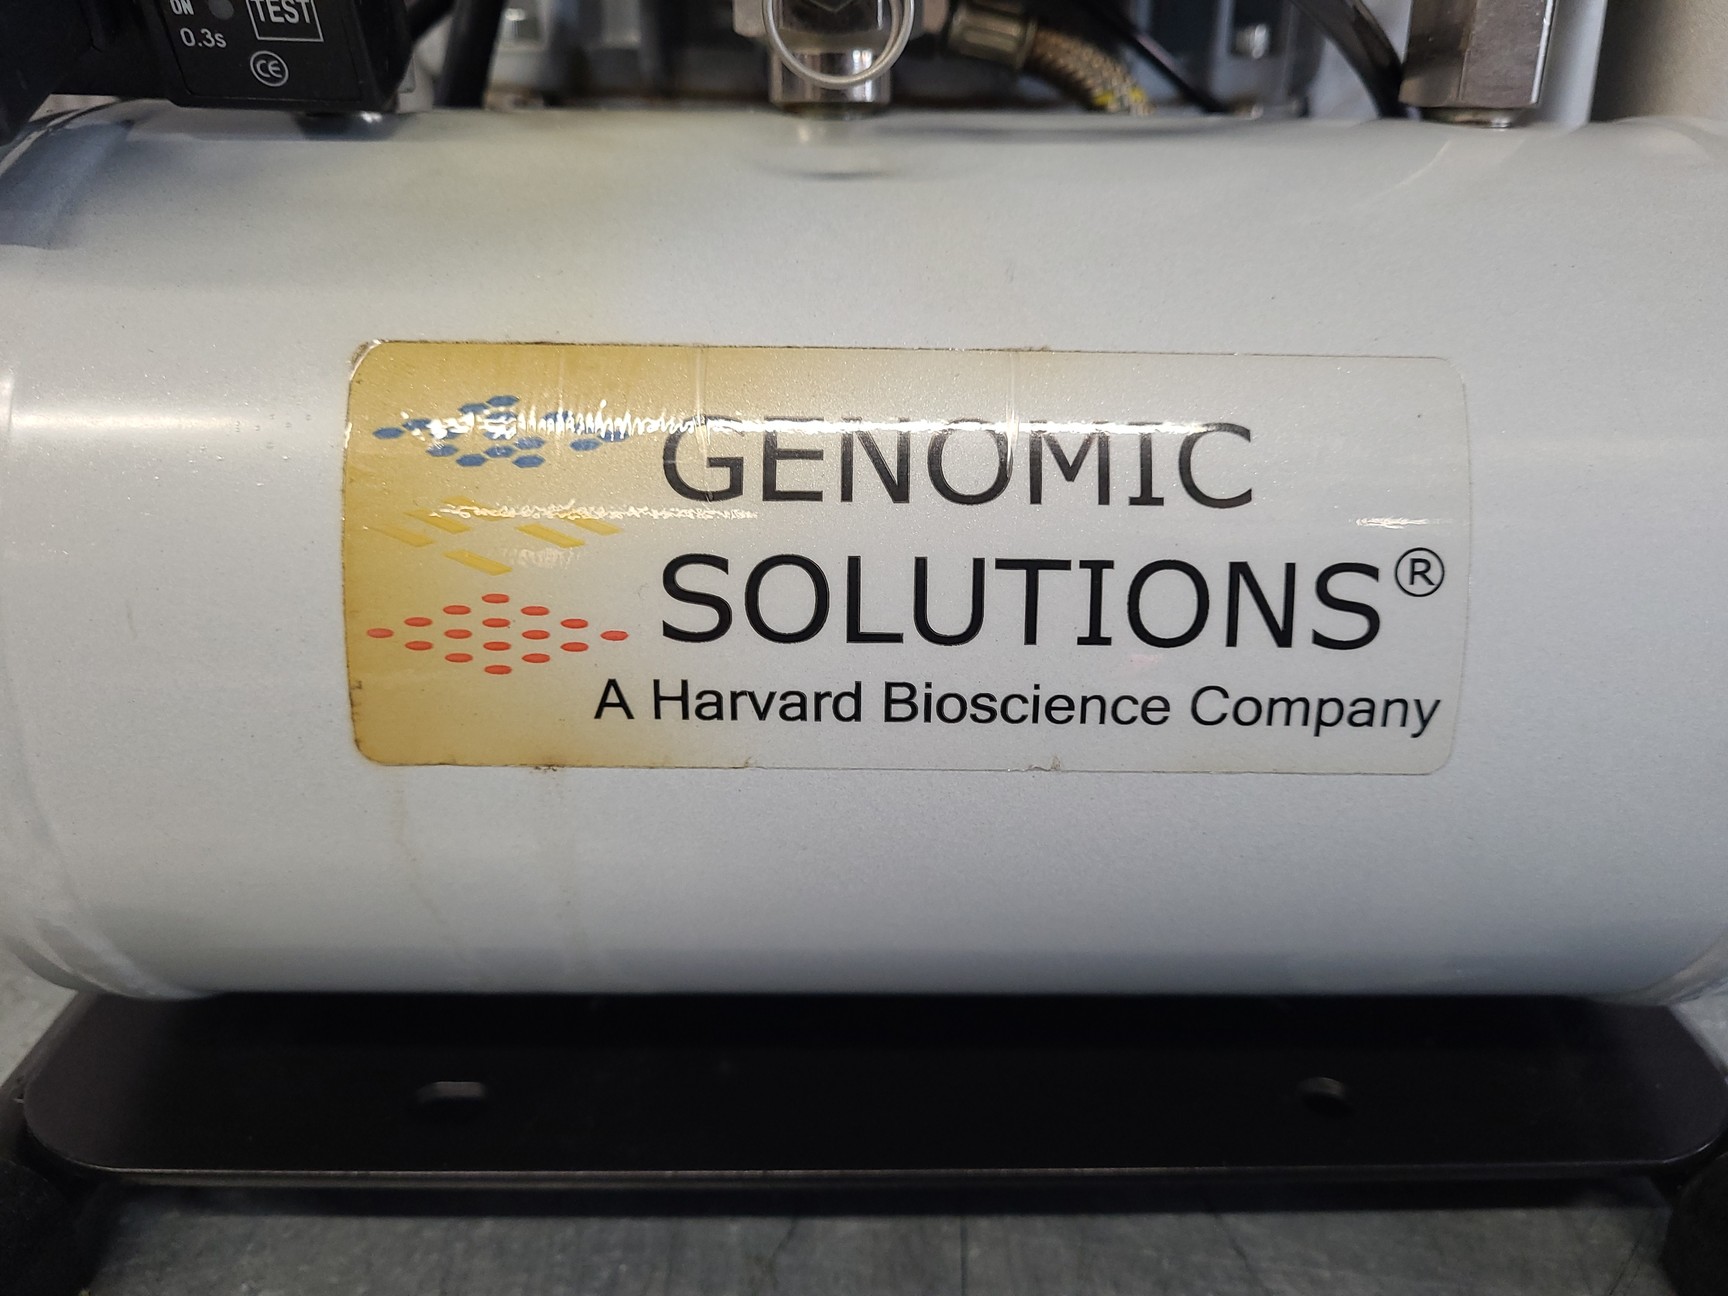 ON
TEST
0.3s
CE
GENOMIC
SOLUTIONS®
A Harvard Bioscience Company